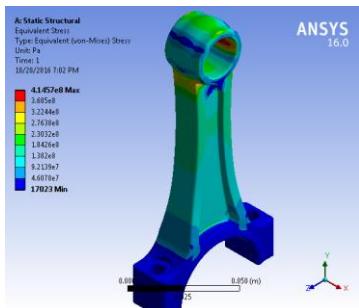 A: Static Structural
Equivalent Stress
Type: Equivalent (von-Mises) Stress
Unit: Pa
Time: 1
10/20/2016 7:02 PM
4.1457e8 Max
3.685e8
3.2244e8
2.7638e8
2.3032e8
1.8426e8
1.382e8
9.2139e7
4.6078e7
17023 Min
ANSYS
16.0
0.050 (m)
Y
Z
X